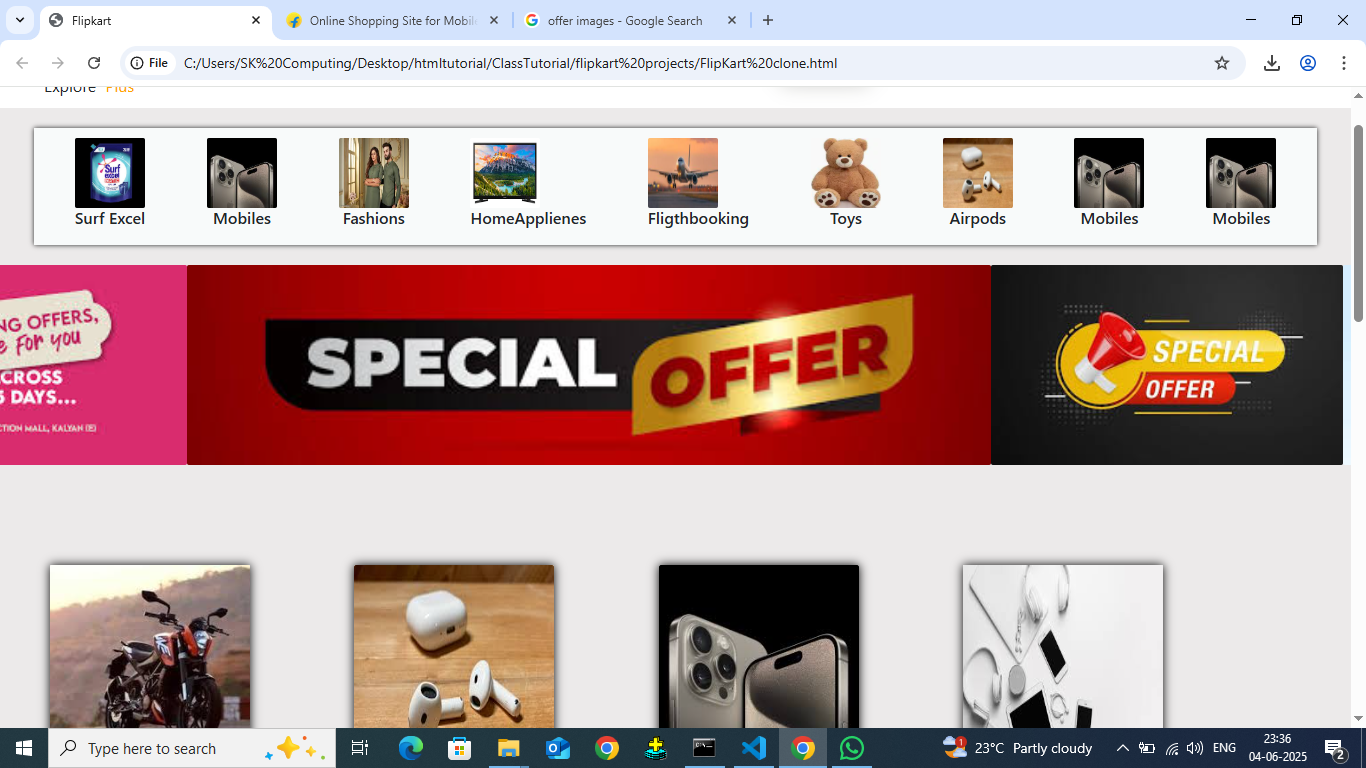 Flipkart
Online Shopping Site for Mobile
offer images - Google Search
File
C:/Users/SK%20Computing/Desktop/htmltutorial/ClassTutorial/flipkart%20projects/FlipKart%20clone.html
Explore Plus
Surf excel
Surf Excel
Mobiles
Fashions
HomeApplienes
Fligthbooking
Toys
Airpods
Mobiles
Mobiles
NG OFFERS,
e for you
CROSS
DAYS...
CTION MALL, KALYAN (E)
SPECIAL OFFER
SPECIAL
OFFER
Type here to search
1
23°C Partly cloudy
ENG
23:36
04-06-2025
2